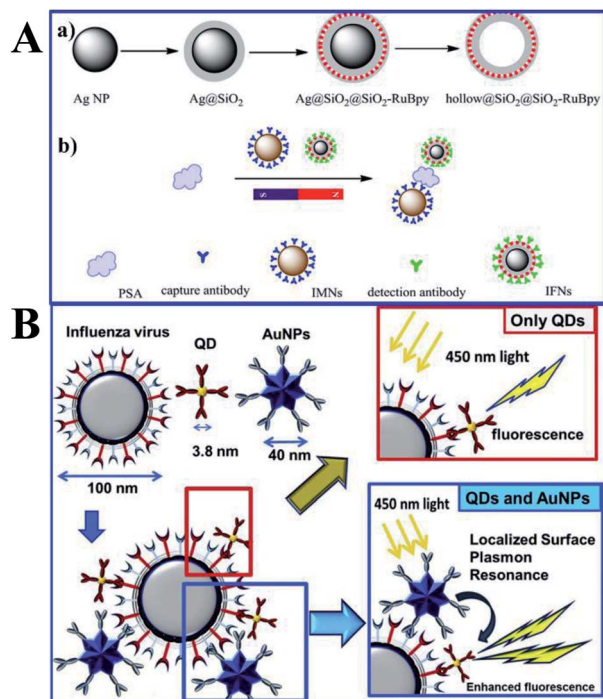 A
a)
Ag NP
Ag@SiO₂
Ag@SiO₂@SiO₂-RuBpy
hollow@SiO₂@SiO₂-RuBpy
b)
S
N
PSA
capture antibody
IMNs
detection antibody
IFNs
B
Influenza virus
QD
AuNPs
3.8 nm
40 nm
100 nm
Only QDs
450 nm light
fluorescence
QDs and AuNPs
450 nm light
Localized Surface
Plasmon
Resonance
Enhanced fluorescence